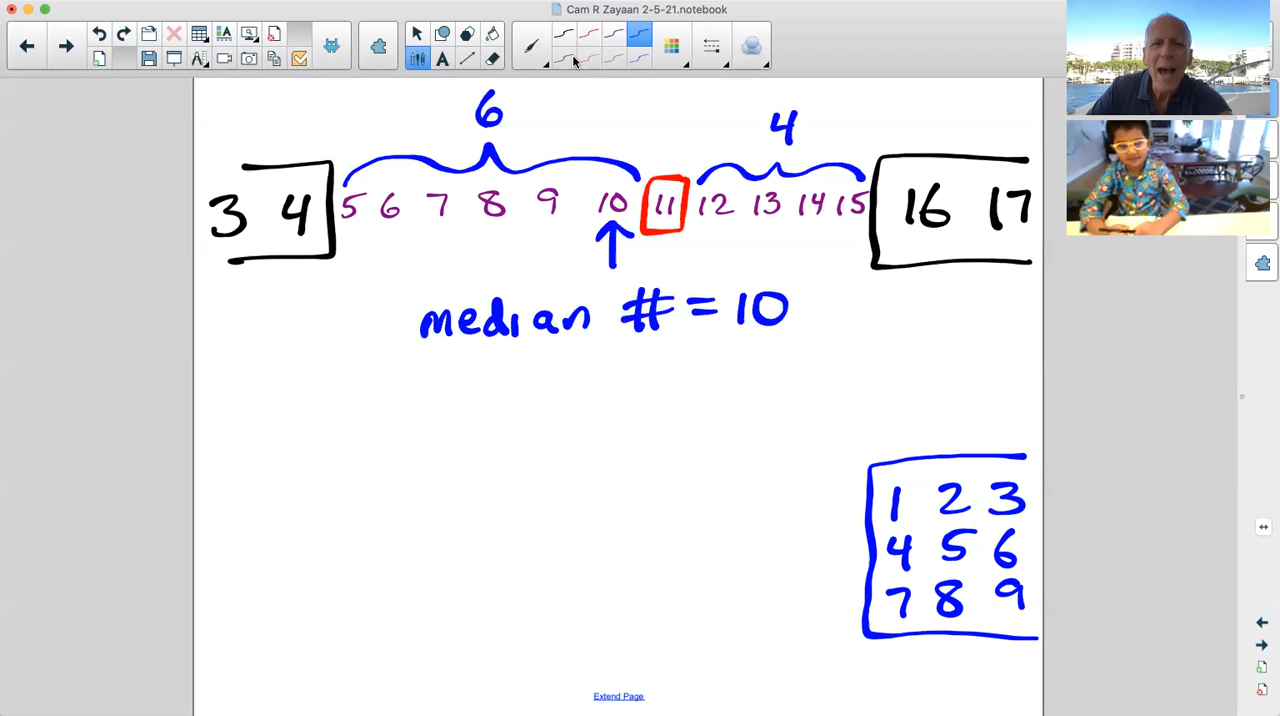 Cam R Zayaan 2-5-21.notebook
A
A
6 4
3 4 5 6 7 8 9 10 11 12 13 14 15 16 17
median # = 10
1 2 3
4 5 6
7 8 9
Extend Page